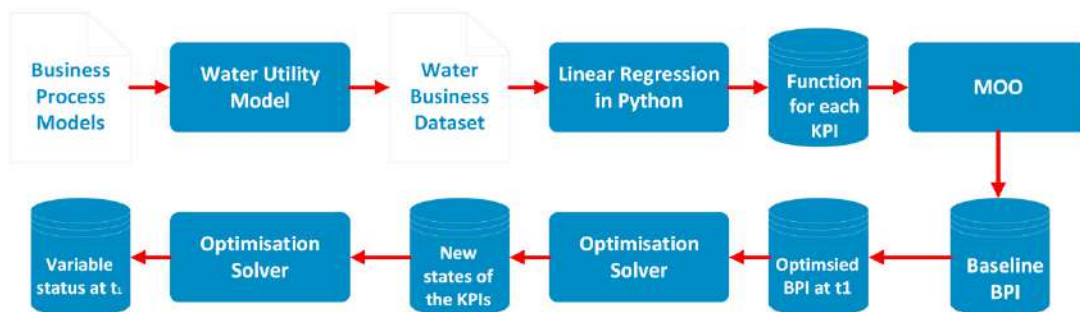 Business
Process
Models
Water Utility
Model
Water
Business
Dataset
Linear Regression
in Python
Function
for each
KPI
MOO
Variable
status at t₁
Optimisation
Solver
New
states of
the KPIs
Optimisation
Solver
Optimsied
BPI at t1
Baseline
BPI